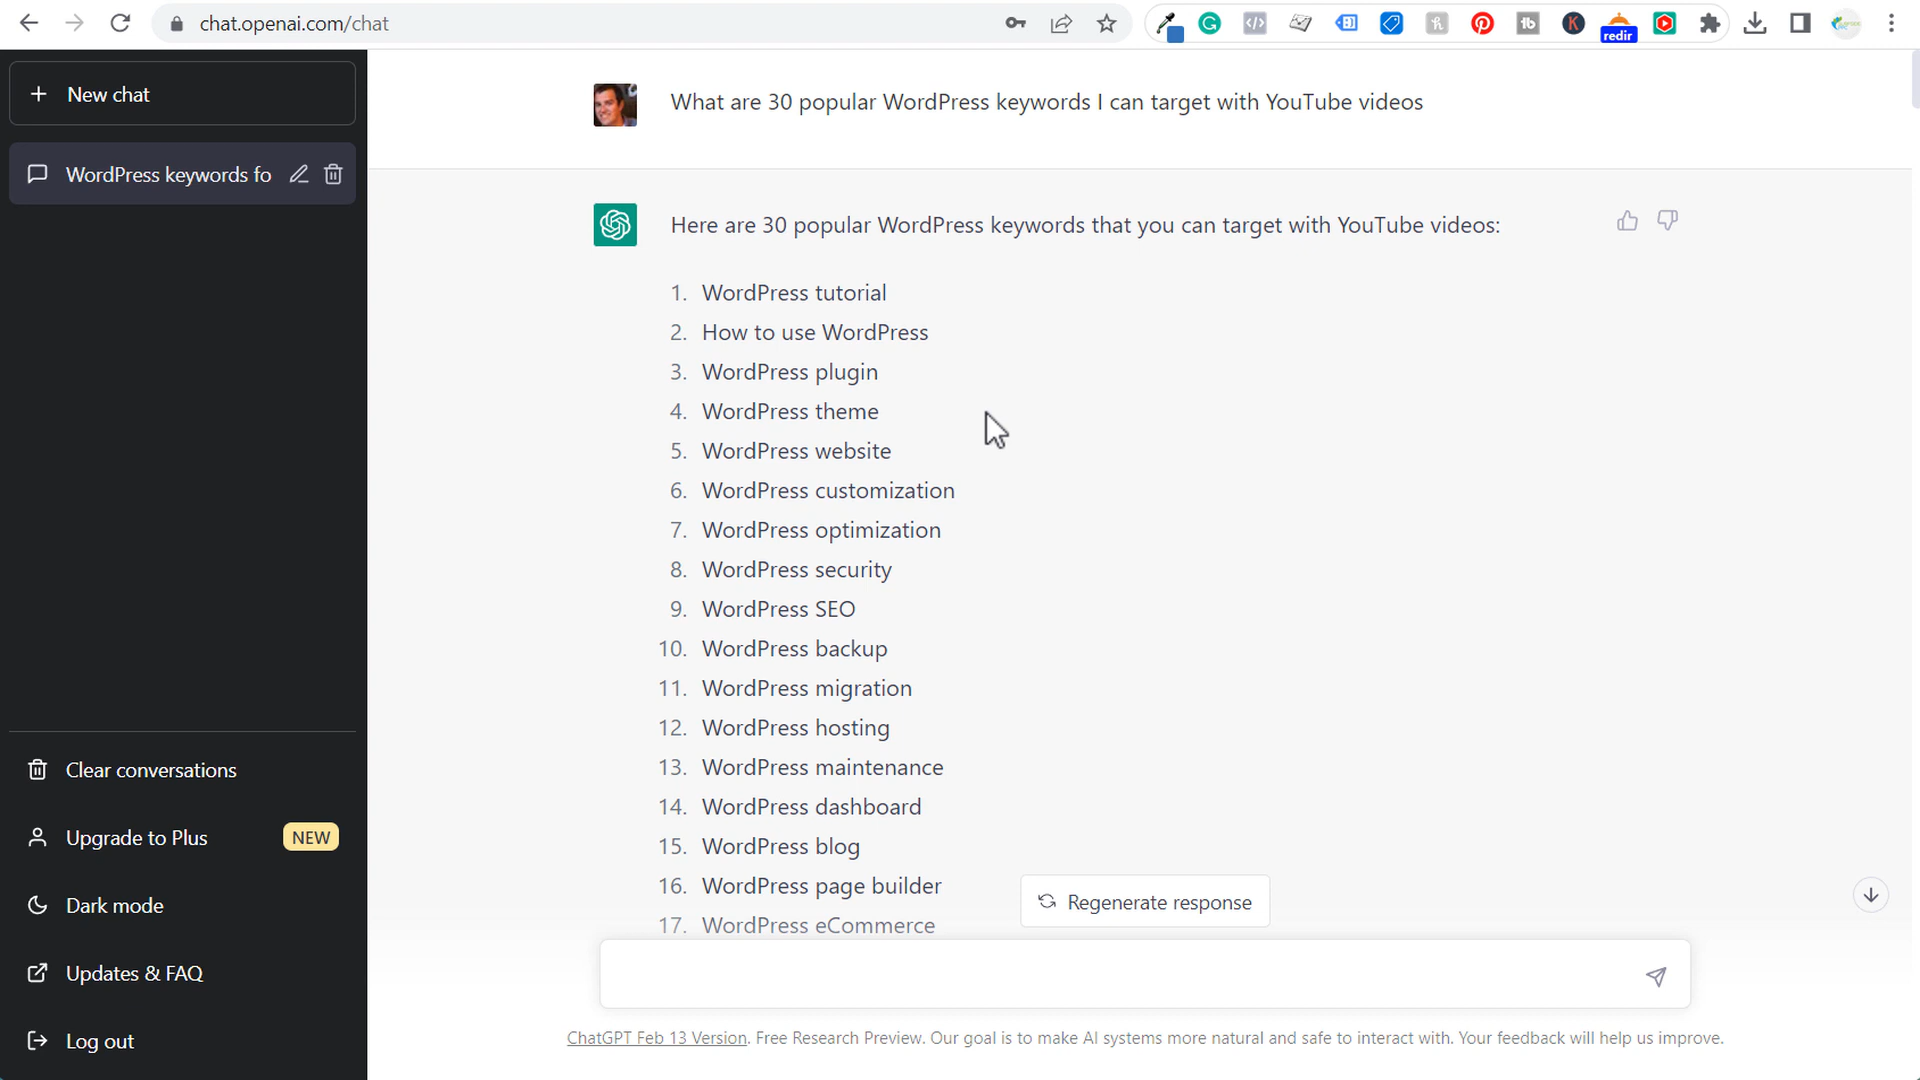 chat.openai.com/chat
redir
New chat
WordPress keywords fo
What are 30 popular WordPress keywords I can target with YouTube videos
Here are 30 popular WordPress keywords that you can target with YouTube videos:
1. WordPress tutorial
2. How to use WordPress
3. WordPress plugin
4. WordPress theme
5. WordPress website
6. WordPress customization
7. WordPress optimization
8. WordPress security
9. WordPress SEO
10. WordPress backup
11. WordPress migration
12. WordPress hosting
13. WordPress maintenance
14. WordPress dashboard
15. WordPress blog
16. WordPress page builder
17. WordPress eCommerce
Regenerate response
Clear conversations
Upgrade to Plus NEW
Dark mode
Updates & FAQ
Log out
ChatGPT Feb 13 Version. Free Research Preview. Our goal is to make AI systems more natural and safe to interact with. Your feedback will help us improve.